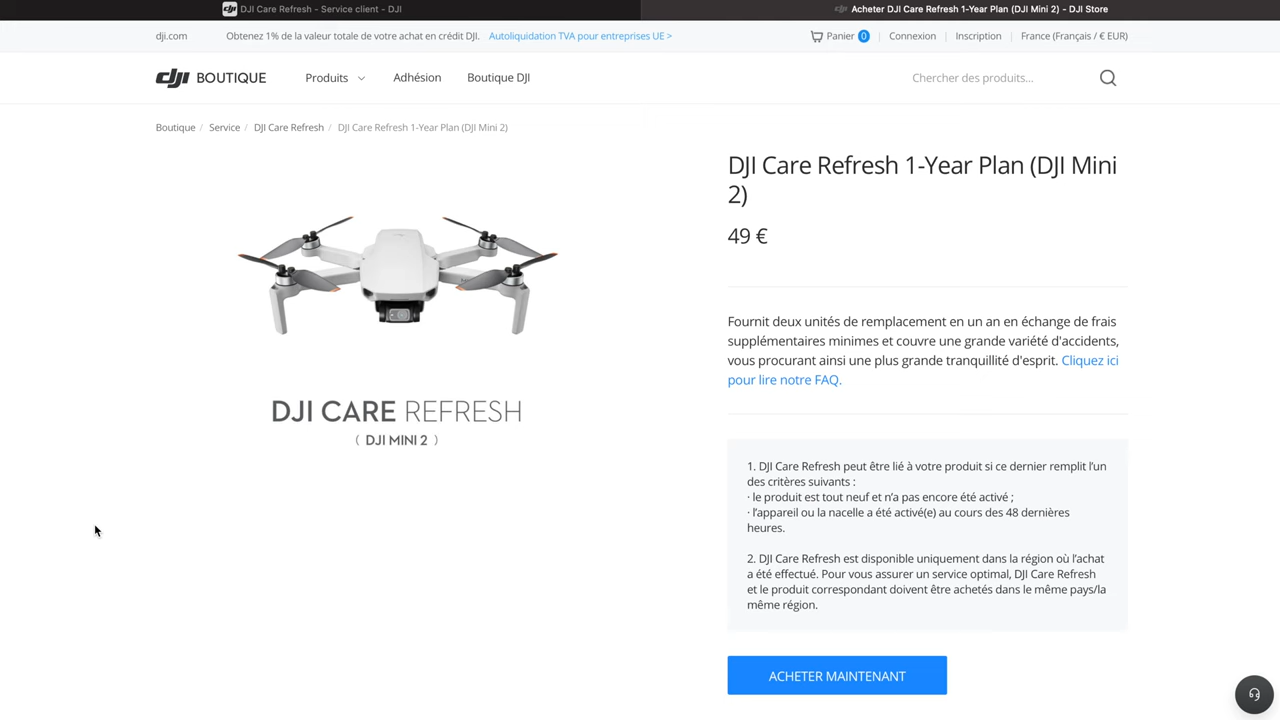 DJI Care Refresh - Service client - DJI
Acheter DJI Care Refresh 1-Year Plan (DJI Mini 2) - DJI Store
dji.com
Obtenez 1% de la valeur totale de votre achat en crédit DJI. Autoliquidation TVA pour entreprises UE >
Panier 0 | Connexion | Inscription | France (Français / € EUR)
dji BOUTIQUE
Produits
Adhésion
Boutique DJI
Chercher des produits...
Boutique / Service / DJI Care Refresh / DJI Care Refresh 1-Year Plan (DJI Mini 2)
DJI CARE REFRESH
( DJI MINI 2 )
DJI Care Refresh 1-Year Plan (DJI Mini
2)
49 €
Fournit deux unités de remplacement en un an en échange de frais
supplémentaires minimes et couvre une grande variété d'accidents,
vous procurant ainsi une plus grande tranquillité d'esprit. Cliquez ici
pour lire notre FAQ.
1. DJI Care Refresh peut être lié à votre produit si ce dernier remplit l’un
des critères suivants :
· le produit est tout neuf et n’a pas encore été activé ;
· l’appareil ou la nacelle a été activé(e) au cours des 48 dernières
heures.
2. DJI Care Refresh est disponible uniquement dans la région où l’achat
a été effectué. Pour vous assurer un service optimal, DJI Care Refresh
et le produit correspondant doivent être achetés dans le même pays/la
même région.
ACHETER MAINTENANT